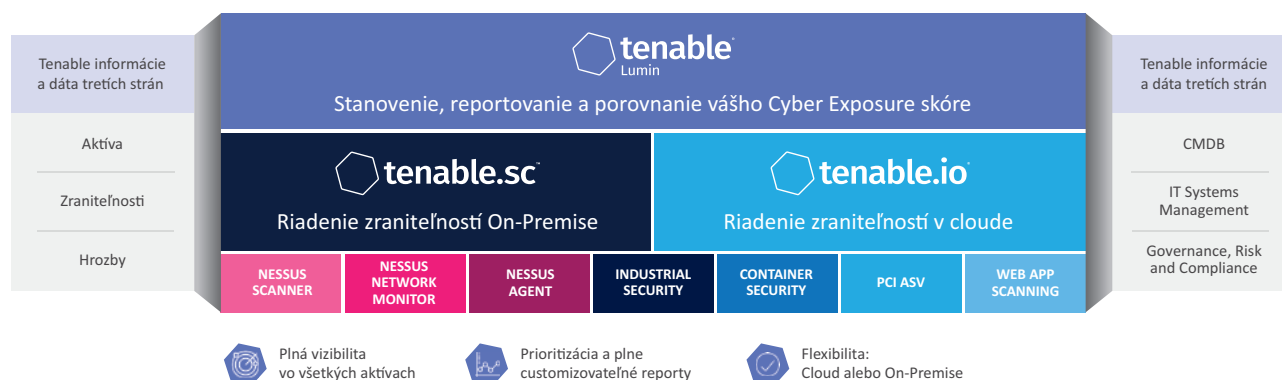 tenable
Lumin
Stanovenie, reportovanie a porovnanie vášho Cyber Exposure skóre
Tenable informácie
a dáta tretích strán
Aktíva
Zraniteľnosti
Hrozby
tenable.sc™
Riadenie zraniteľností On-Premise
tenable.io
Riadenie zraniteľností v cloude
Tenable informácie
a dáta tretích strán
CMDB
IT Systems
Management
Governance, Risk
and Compliance
NESSUS
SCANNER
NESSUS
NETWORK
MONITOR
NESSUS
AGENT
INDUSTRIAL
SECURITY
CONTAINER
SECURITY
PCI ASV
WEB APP
SCANNING
Plná vizibilita
vo všetkých aktívach
Prioritizácia a plne
customizovateľné reporty
Flexibilita:
Cloud alebo On-Premise